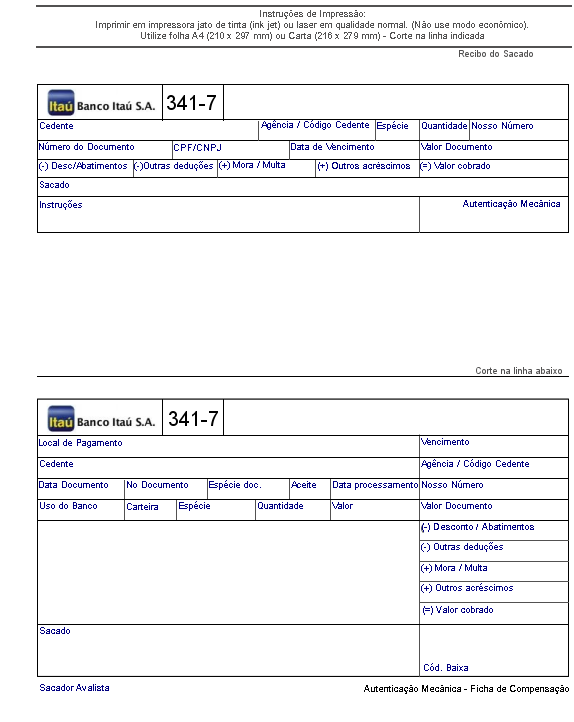 Instruções de Impressão:
Imprimir em impressora jato de tinta (ink jet) ou laser em qualidade normal. (Não use modo econômico).
Utilize folha A4 (210 x 297 mm) ou Carta (216 x 279 mm) - Corte na linha indicada
Recibo do Sacado
Itaú Banco Itaú S.A. 341-7
Cedente Agência / Código Cedente Espécie Quantidade Nosso Número
Número do Documento CPF/CNPJ Data de Vencimento Valor Documento
(-) Desc/Abatimentos (-)Outras deduções (+) Mora / Multa (+) Outros acréscimos (=) Valor cobrado
Sacado
Instruções Autenticação Mecânica
Corte na linha abaixo
Itaú Banco Itaú S.A. 341-7
Local de Pagamento Vencimento
Cedente Agência / Código Cedente
Data Documento No Documento Espécie doc. Aceite Data processamento Nosso Número
Uso do Banco Carteira Espécie Quantidade Valor Valor Documento
(-) Desconto / Abatimentos
(-) Outras deduções
(+) Mora / Multa
(+) Outros acréscimos
(=) Valor cobrado
Sacado
Cód. Baixa
Sacador Avalista Autenticação Mecânica - Ficha de Compensação